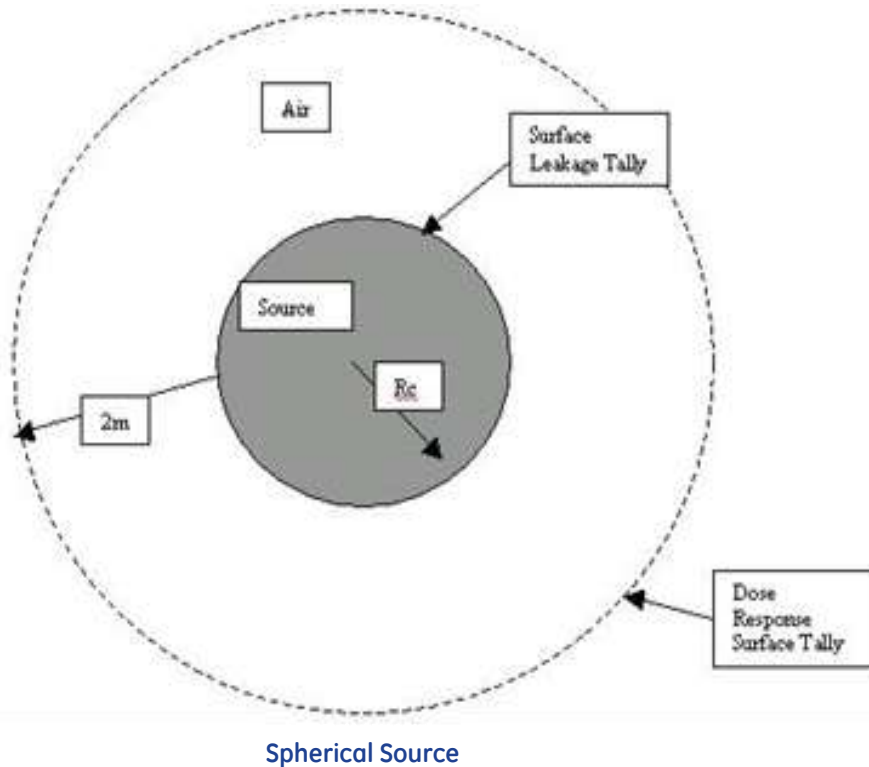 Air
Surface
Leakage Tally
Source
Rc
2m
Dose
Response
Surface Tally
Spherical Source